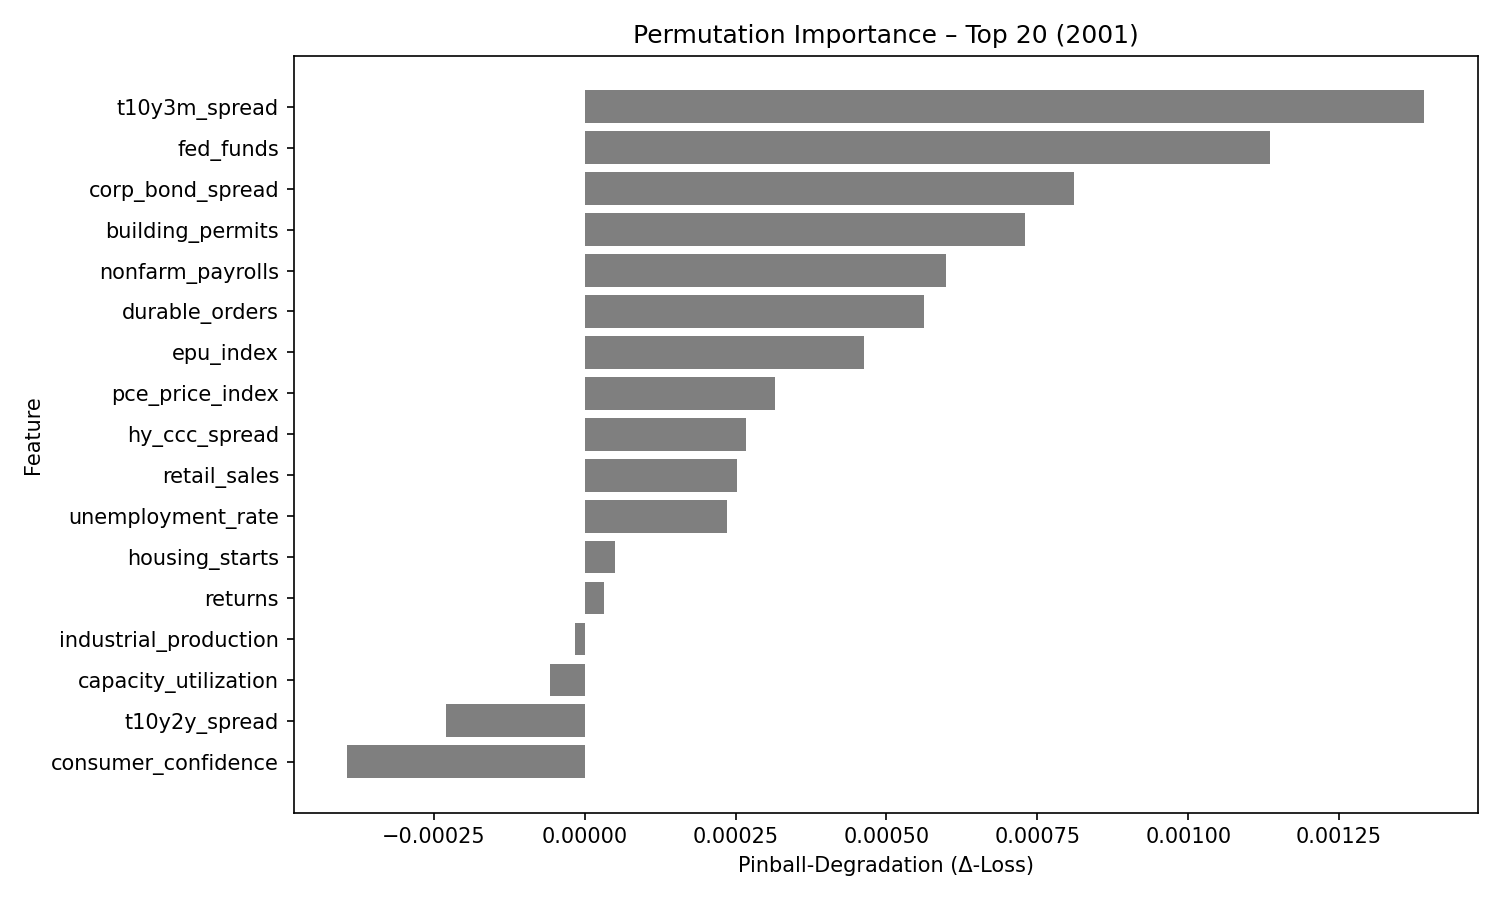 Permutation Importance – Top 20 (2001)
t10y3m_spread
fed_funds
corp_bond_spread
building_permits
nonfarm_payrolls
durable_orders
epu_index
pce_price_index
hy_ccc_spread
retail_sales
unemployment_rate
housing_starts
returns
industrial_production
capacity_utilization
t10y2y_spread
consumer_confidence
Feature
−0.00025 0.00000 0.00025 0.00050 0.00075 0.00100 0.00125
Pinball-Degradation (Δ-Loss)